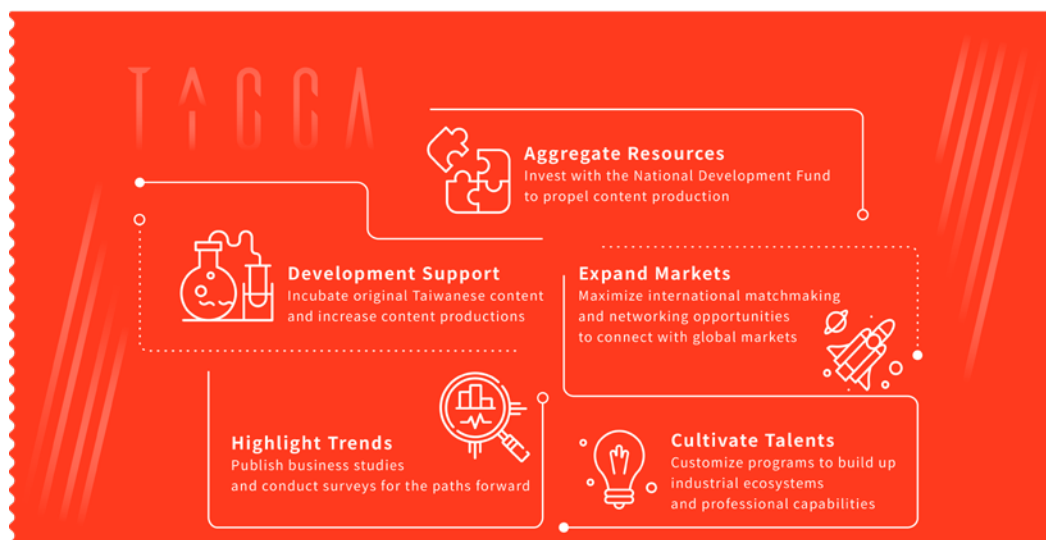 TACCA
Aggregate Resources
Invest with the National Development Fund
to propel content production
Development Support
Incubate original Taiwanese content
and increase content productions
Expand Markets
Maximize international matchmaking
and networking opportunities
to connect with global markets
Highlight Trends
Publish business studies
and conduct surveys for the paths forward
Cultivate Talents
Customize programs to build up
industrial ecosystems
and professional capabilities